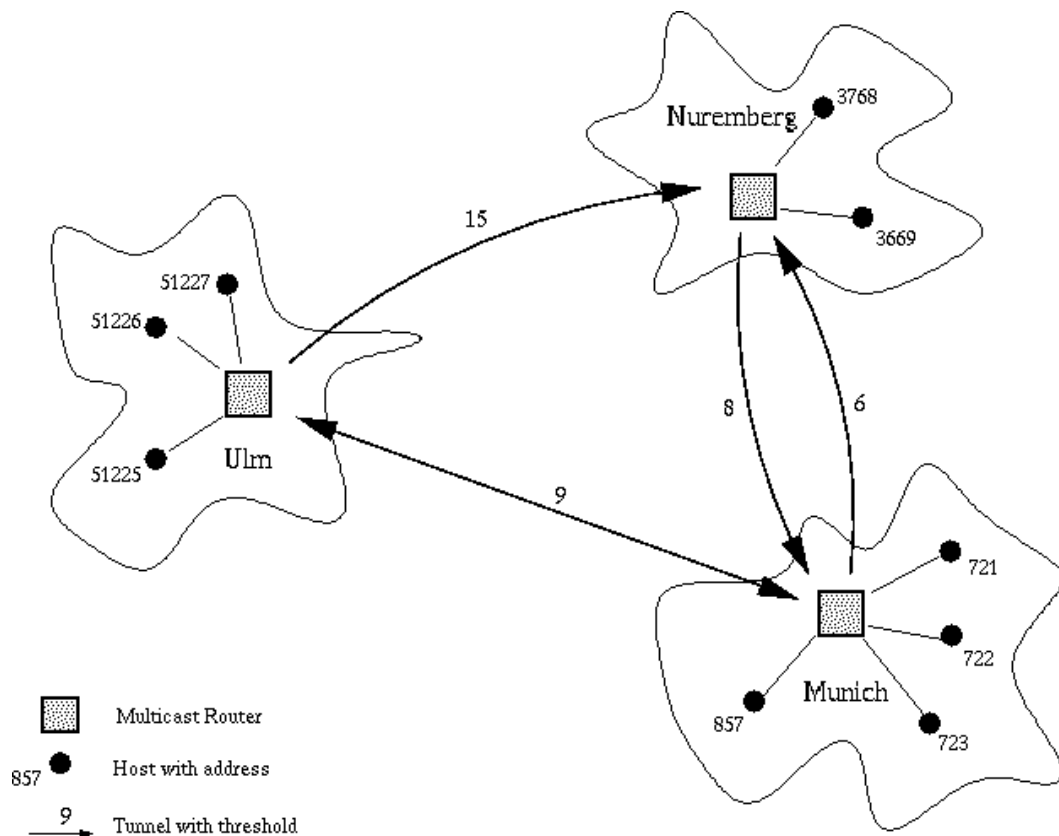 Nuremberg
3768
3669
15
51227
51226
51225
Ulm
8
6
9
721
722
723
857
Munich
Multicast Router
857
Host with address
9
Tunnel with threshold